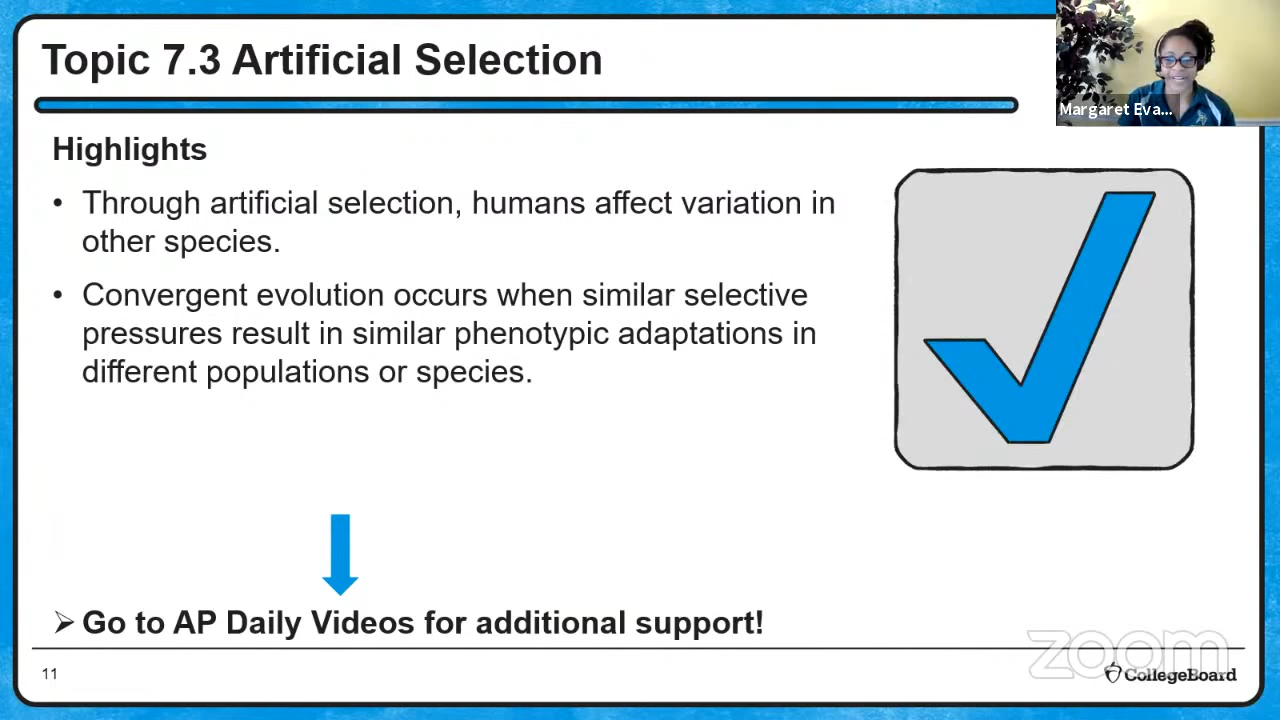 Topic 7.3 Artificial Selection
Margaret Eva...
Highlights
• Through artificial selection, humans affect variation in
other species.
• Convergent evolution occurs when similar selective
pressures result in similar phenotypic adaptations in
different populations or species.
➢ Go to AP Daily Videos for additional support!
zoom
11
CollegeBoard